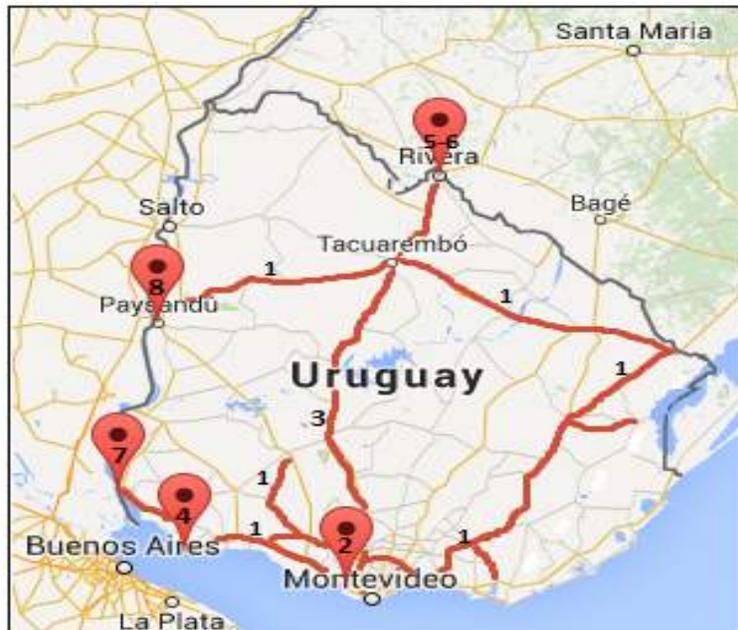 Santa Maria
5-6
Rivera
Bagé
Salto
Tacuarembó
1
8
1
Paysandú
1
Uruguay
3
7
1
4
1
2
1
Buenos Aires
Montevideo
La Plata